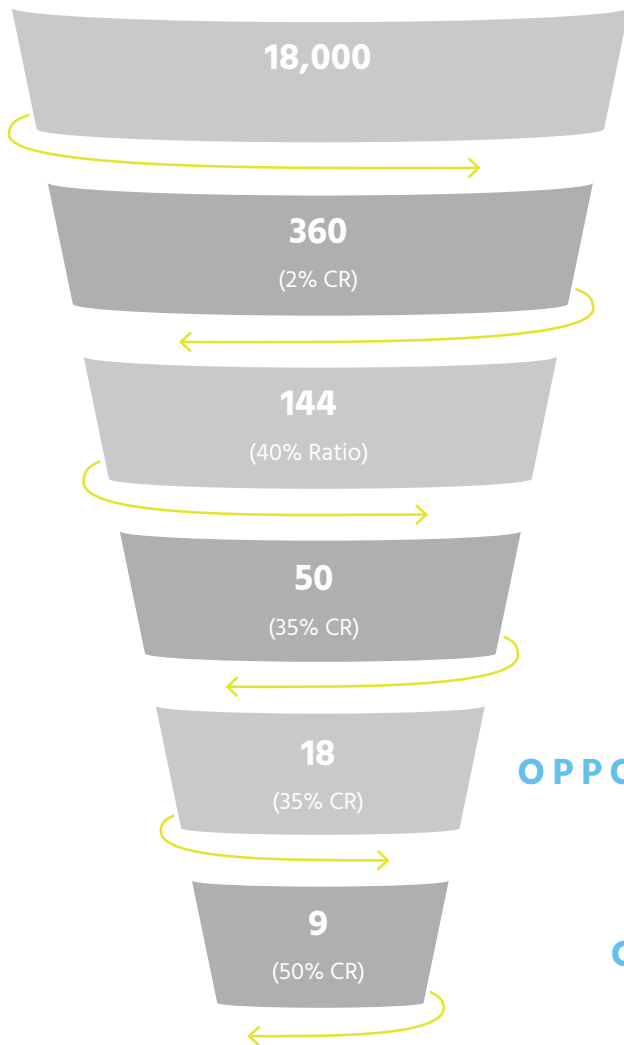 18,000
360
(2% CR)
144
(40% Ratio)
50
(35% CR)
18
(35% CR)
9
(50% CR)